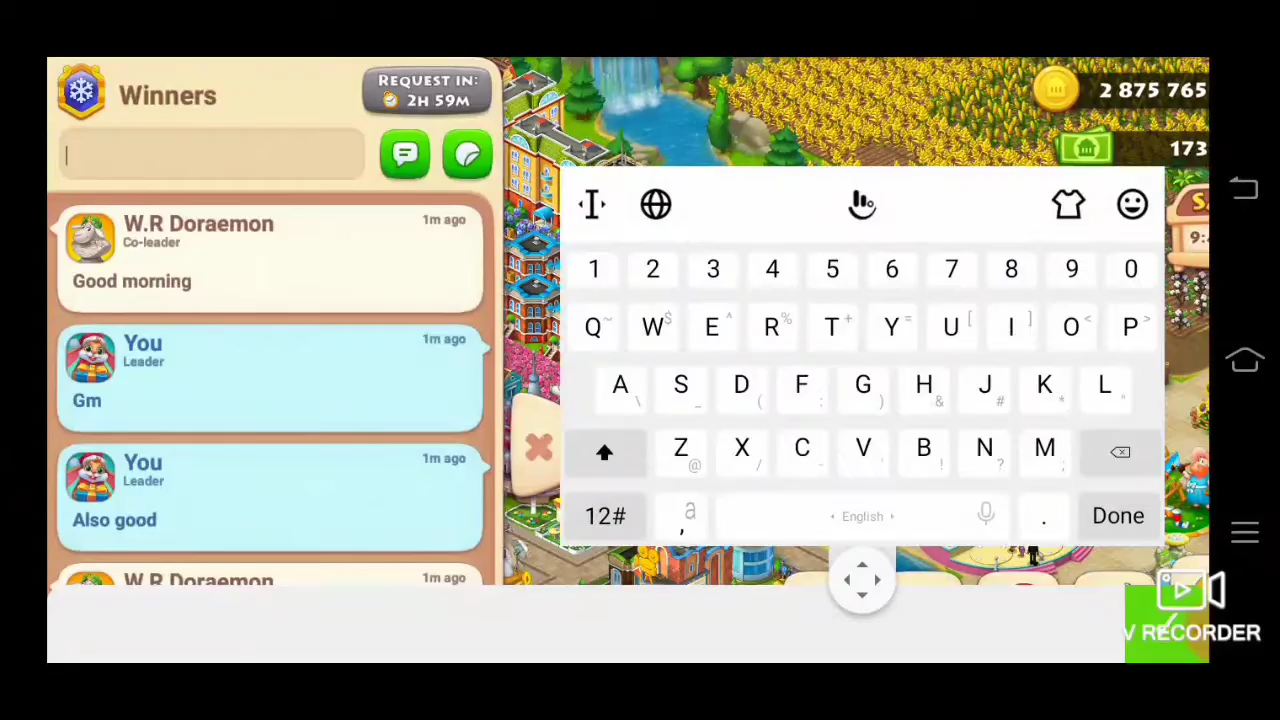 Winners
REQUEST IN:
2H 59M
2 875 765
173
W.R Doraemon
1m ago
Co-leader
Good morning
You
1m ago
Leader
Gm
You
1m ago
Leader
Also good
W.R Doraemon
1m ago
1 2 3 4 5 6 7 8 9 0
Q ~ W $ E ^ R % T + Y = U [ I ] O < P >
A \ S _ D ( F : G ) H & J # K * L "
Z @ X / C - V ' B ! N ? M ;
12# , a English . Done
V RECORDER